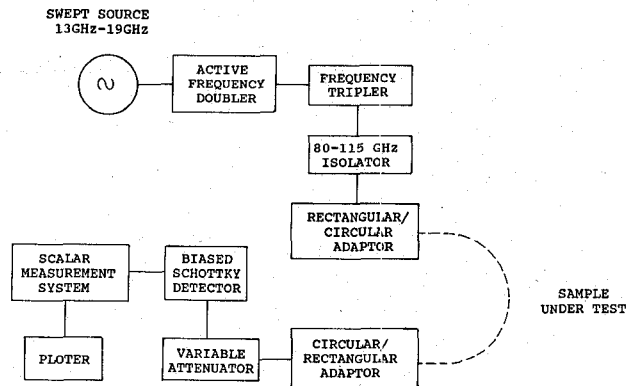 SWEPT SOURCE
13GHz-19GHz
ACTIVE
FREQUENCY
DOUBLER
FREQUENCY
TRIPLER
80-115 GHz
ISOLATOR
RECTANGULAR/
CIRCULAR
ADAPTOR
SCALAR
MEASUREMENT
SYSTEM
BIASED
SCHOTTKY
DETECTOR
SAMPLE
UNDER TEST
PLOTER
VARIABLE
ATTENUATOR
CIRCULAR/
RECTANGULAR
ADAPTOR